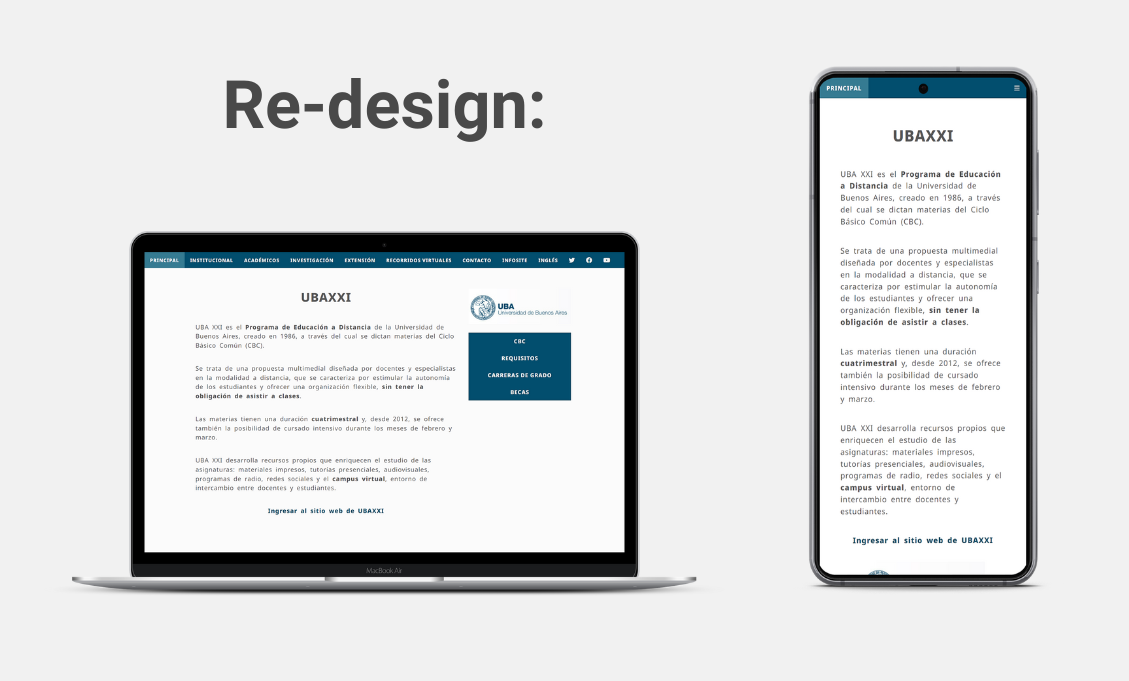 Re-design:
PRINCIPAL INSTITUCIONAL ACADÉMICOS INVESTIGACIÓN EXTENSIÓN RECORRIDOS VIRTUALES CONTACTO INFOSITE INGLÉS
UBAXXI
UBA XXI es el Programa de Educación a Distancia de la Universidad de
Buenos Aires, creado en 1986, a través del cual se dictan materias del Ciclo
Básico Común (CBC).
Se trata de una propuesta multimedial diseñada por docentes y especialistas
en la modalidad a distancia, que se caracteriza por estimular la autonomía
de los estudiantes y ofrecer una organización flexible, sin tener la
obligación de asistir a clases.
Las materias tienen una duración cuatrimestral y, desde 2012, se ofrece
también la posibilidad de cursado intensivo durante los meses de febrero y
marzo.
UBA XXI desarrolla recursos propios que enriquecen el estudio de las
asignaturas: materiales impresos, tutorías presenciales, audiovisuales,
programas de radio, redes sociales y el campus virtual, entorno de
intercambio entre docentes y estudiantes.
Ingresar al sitio web de UBAXXI
UBA
Universidad de Buenos Aires
CBC
REQUISITOS
CARRERAS DE GRADO
BECAS
MacBook Air
PRINCIPAL
UBAXXI
UBA XXI es el Programa de Educación
a Distancia de la Universidad de
Buenos Aires, creado en 1986, a través
del cual se dictan materias del Ciclo
Básico Común (CBC).
Se trata de una propuesta multimedial
diseñada por docentes y especialistas
en la modalidad a distancia, que se
caracteriza por estimular la autonomía
de los estudiantes y ofrecer una
organización flexible, sin tener la
obligación de asistir a clases.
Las materias tienen una duración
cuatrimestral y, desde 2012, se ofrece
también la posibilidad de cursado
intensivo durante los meses de febrero
y marzo.
UBA XXI desarrolla recursos propios que
enriquecen el estudio de las
asignaturas: materiales impresos,
tutorías presenciales, audiovisuales,
programas de radio, redes sociales y el
campus virtual, entorno de
intercambio entre docentes y
estudiantes.
Ingresar al sitio web de UBAXXI